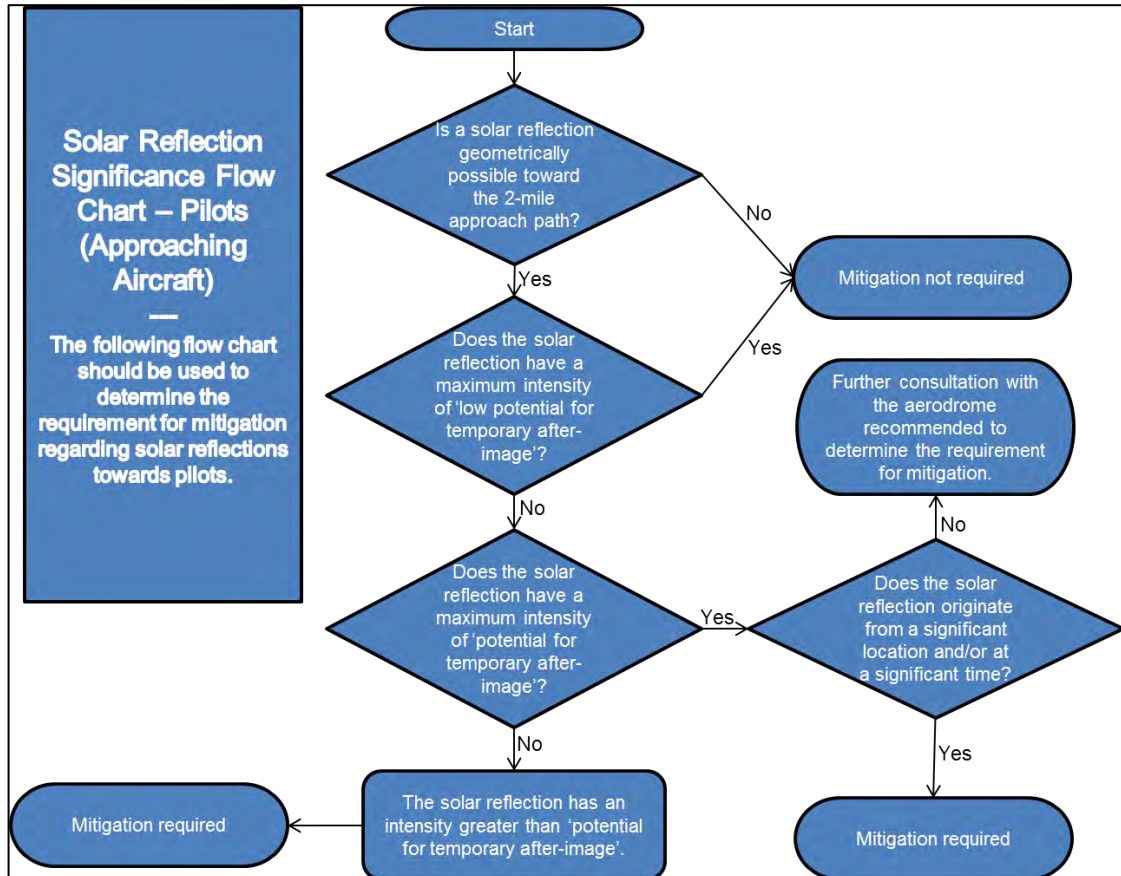 Solar Reflection
Significance Flow
Chart – Pilots
(Approaching
Aircraft)
---
The following flow chart
should be used to
determine the
requirement for mitigation
regarding solar reflections
towards pilots.
Start
Is a solar reflection
geometrically
possible toward
the 2-mile
approach path?
No
Yes
Mitigation not required
Does the solar
reflection have a
maximum intensity
of ‘low potential for
temporary after-
image’?
Yes
No
Further consultation with
the aerodrome
recommended to
determine the requirement
for mitigation.
No
Does the solar
reflection have a
maximum intensity
of ‘potential for
temporary after-
image’?
Yes
Does the solar
reflection originate
from a significant
location and/or at
a significant time?
No
Yes
Mitigation required
The solar reflection has an
intensity greater than ‘potential
for temporary after-image’.
Mitigation required